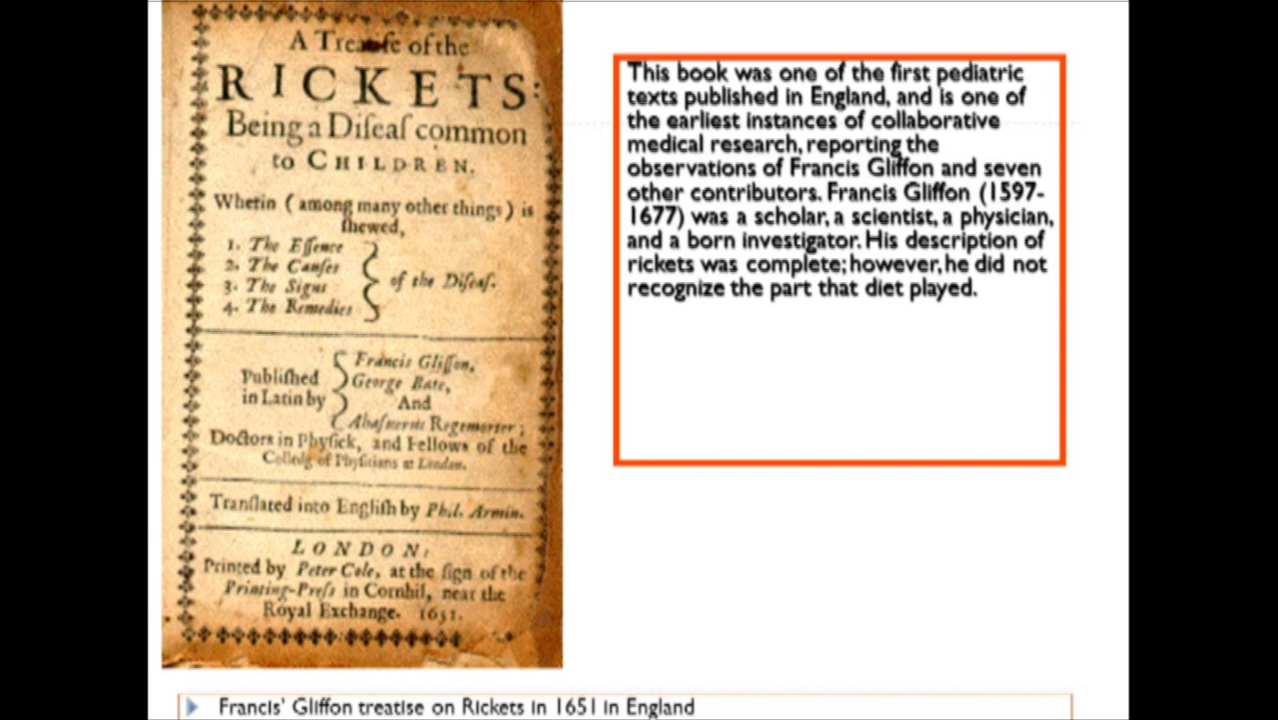 A Treatise of the
RICKETS:
Being a Diſeaſ common
to CHILDREN.
Wherin ( among many other things ) is
ſhewed,
1. The Eſſence
2. The Cauſes
3. The Signs
4. The Remedies
of the Diſeaſ.
Publiſhed
in Latin by
Francis Gliſſon,
George Bate,
And
Ahaſuerus Regemorter;
Doctors in Phyſick, and Fellows of the
Colledg of Phyſitians at London.
Tranſlated into Engliſh by Phil. Armin.
LONDON:
Printed by Peter Cole, at the ſign of the
Printing-Preſs in Cornhil, near the
Royal Exchange. 1651.
This book was one of the first pediatric
texts published in England, and is one of
the earliest instances of collaborative
medical research, reporting the
observations of Francis Gliffon and seven
other contributors. Francis Gliffon (1597-
1677) was a scholar, a scientist, a physician,
and a born investigator. His description of
rickets was complete; however, he did not
recognize the part that diet played.
Francis' Gliffon treatise on Rickets in 1651 in England